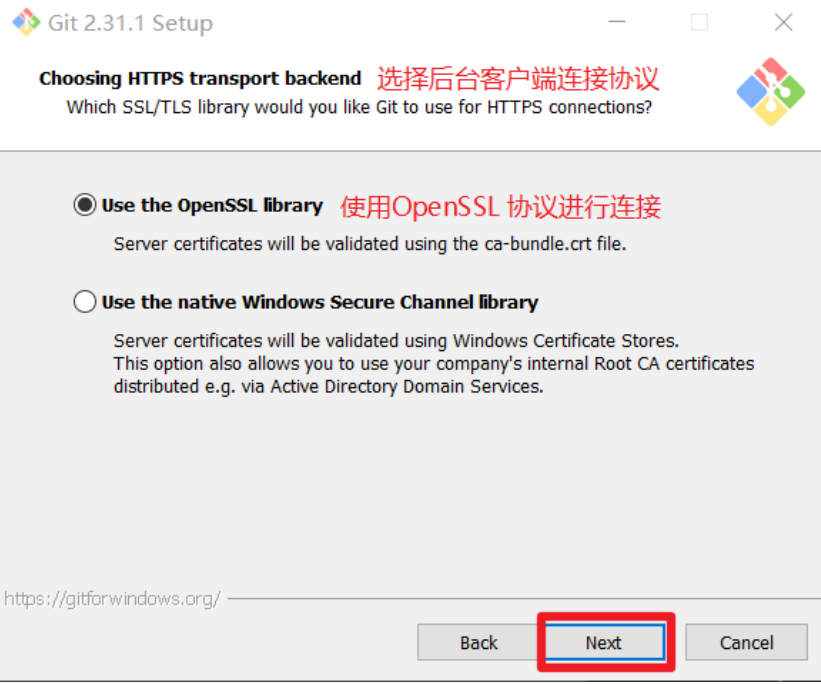 Git 2.31.1 Setup
Choosing HTTPS transport backend 选择后台客户端连接协议
Which SSL/TLS library would you like Git to use for HTTPS connections?
Use the OpenSSL library 使用OpenSSL 协议进行连接
Server certificates will be validated using the ca-bundle.crt file.
Use the native Windows Secure Channel library
Server certificates will be validated using Windows Certificate Stores.
This option also allows you to use your company's internal Root CA certificates
distributed e.g. via Active Directory Domain Services.
https://gitforwindows.org/
Back Next Cancel